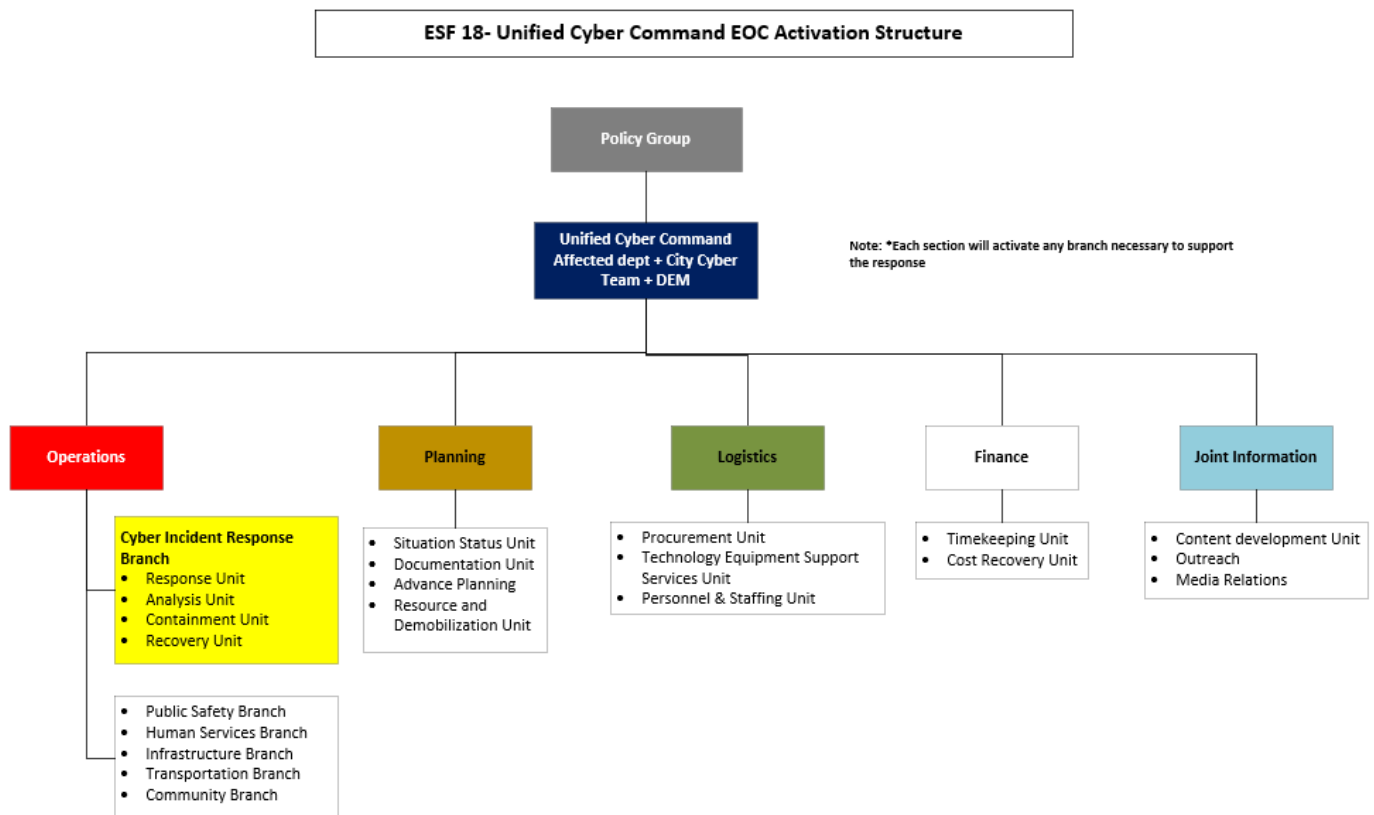 ESF 18- Unified Cyber Command EOC Activation Structure
Policy Group
Unified Cyber Command
Affected dept + City Cyber
Team + DEM
Note: *Each section will activate any branch necessary to support
the response
Operations
Planning
Logistics
Finance
Joint Information
Cyber Incident Response
Branch
• Response Unit
• Analysis Unit
• Containment Unit
• Recovery Unit
• Public Safety Branch
• Human Services Branch
• Infrastructure Branch
• Transportation Branch
• Community Branch
• Situation Status Unit
• Documentation Unit
• Advance Planning
• Resource and
Demobilization Unit
• Procurement Unit
• Technology Equipment Support
Services Unit
• Personnel & Staffing Unit
• Timekeeping Unit
• Cost Recovery Unit
• Content development Unit
• Outreach
• Media Relations